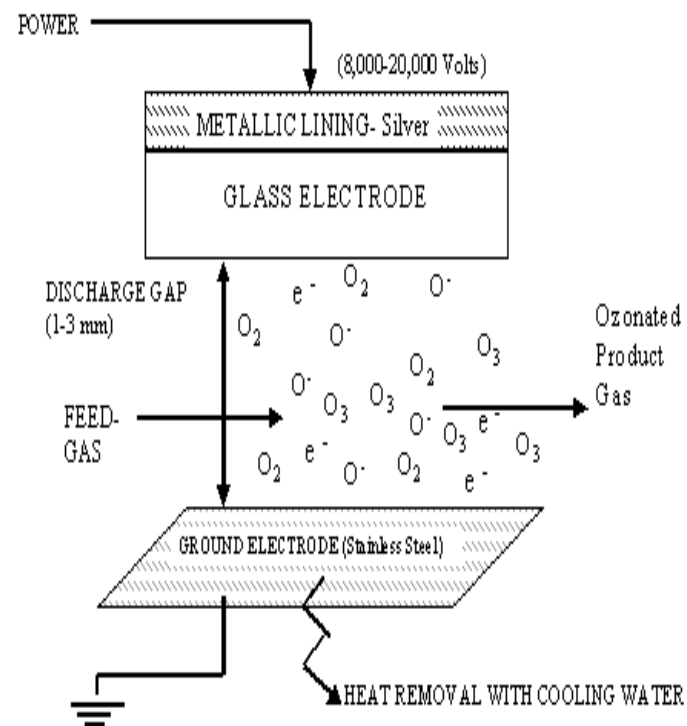 POWER
(8,000-20,000 Volts)
METALLIC LINING- Silver
GLASS ELECTRODE
DISCHARGE GAP
(1-3 mm)
e⁻ O₂ O⁻
O₂ O⁻
Ozonated
Product
Gas
O₃
O₂
O⁻ O₃ O₃
FEED-
GAS
O⁻ O₃ e⁻ O₃
O₂ e⁻ O⁻ O₂ e⁻
GROUND ELECTRODE (Stainless Steel)
HEAT REMOVAL WITH COOLING WATER